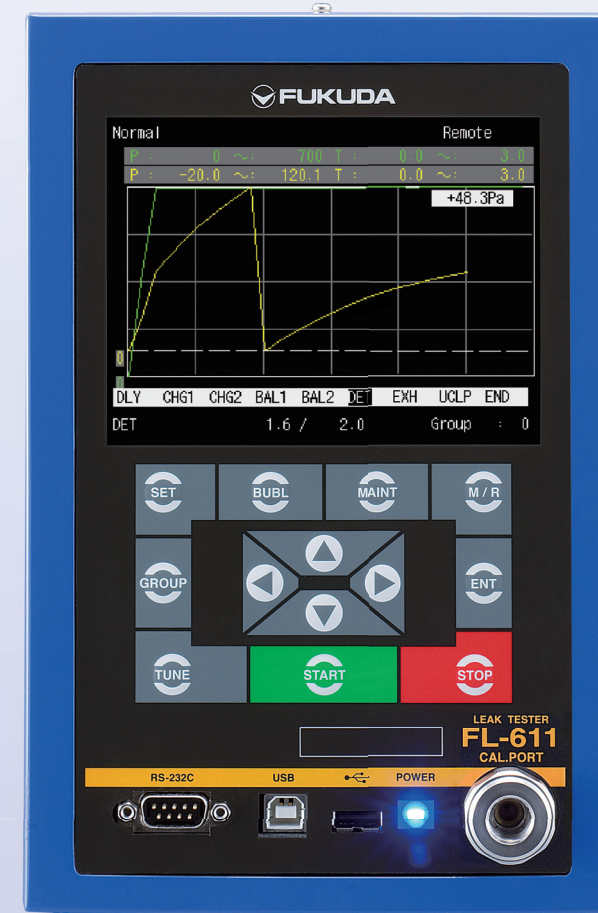 FUKUDA
Normal Remote
P : 0 ~: 700 T : 0.0 ~: 3.0
P : -20.0 ~: 120.1 T : 0.0 ~: 3.0
+48.3Pa
0
0
DLY CHG1 CHG2 BAL1 BAL2 DET EXH UCLP END
DET 1.6 / 2.0 Group : 0
SET BUBL MAINT M / R
GROUP ENT
TUNE START STOP
LEAK TESTER
FL-611
CAL.PORT
RS-232C USB POWER